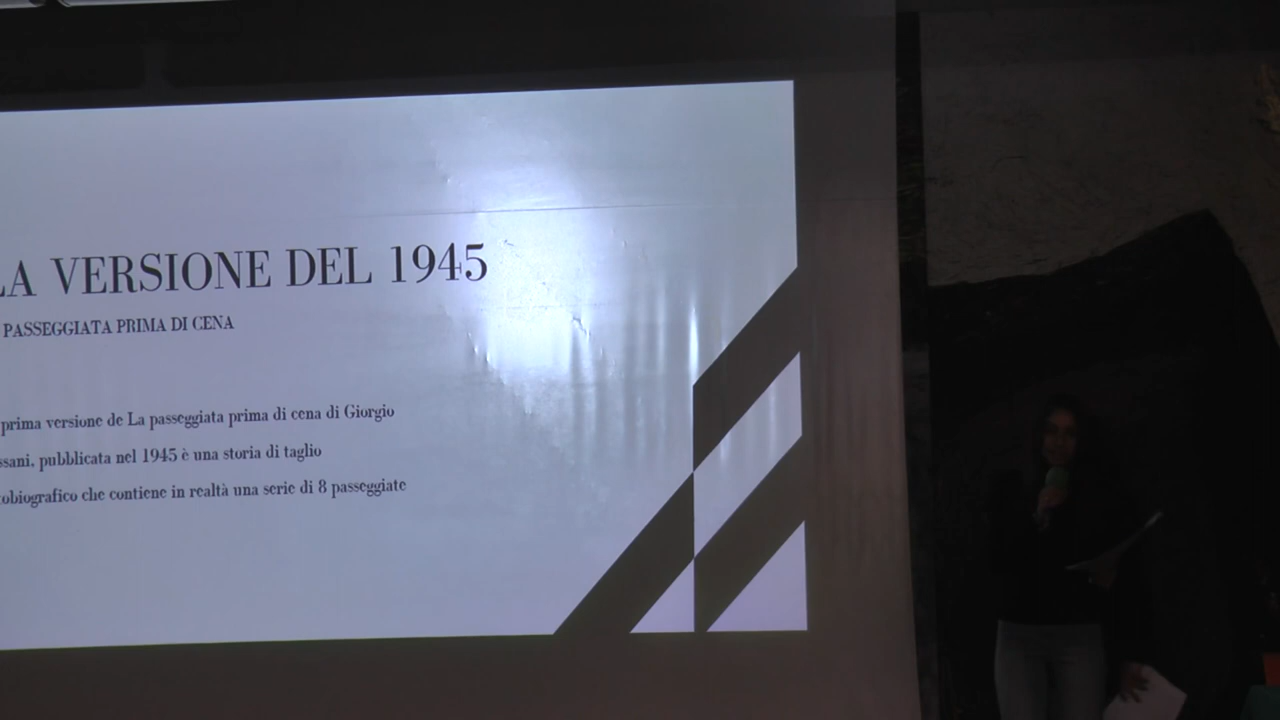 LA VERSIONE DEL 1945
PASSEGGIATA PRIMA DI CENA
prima versione de La passeggiata prima di cena di Giorgio
ssani, pubblicata nel 1945 è una storia di taglio
tobiografico che contiene in realtà una serie di 8 passeggiate